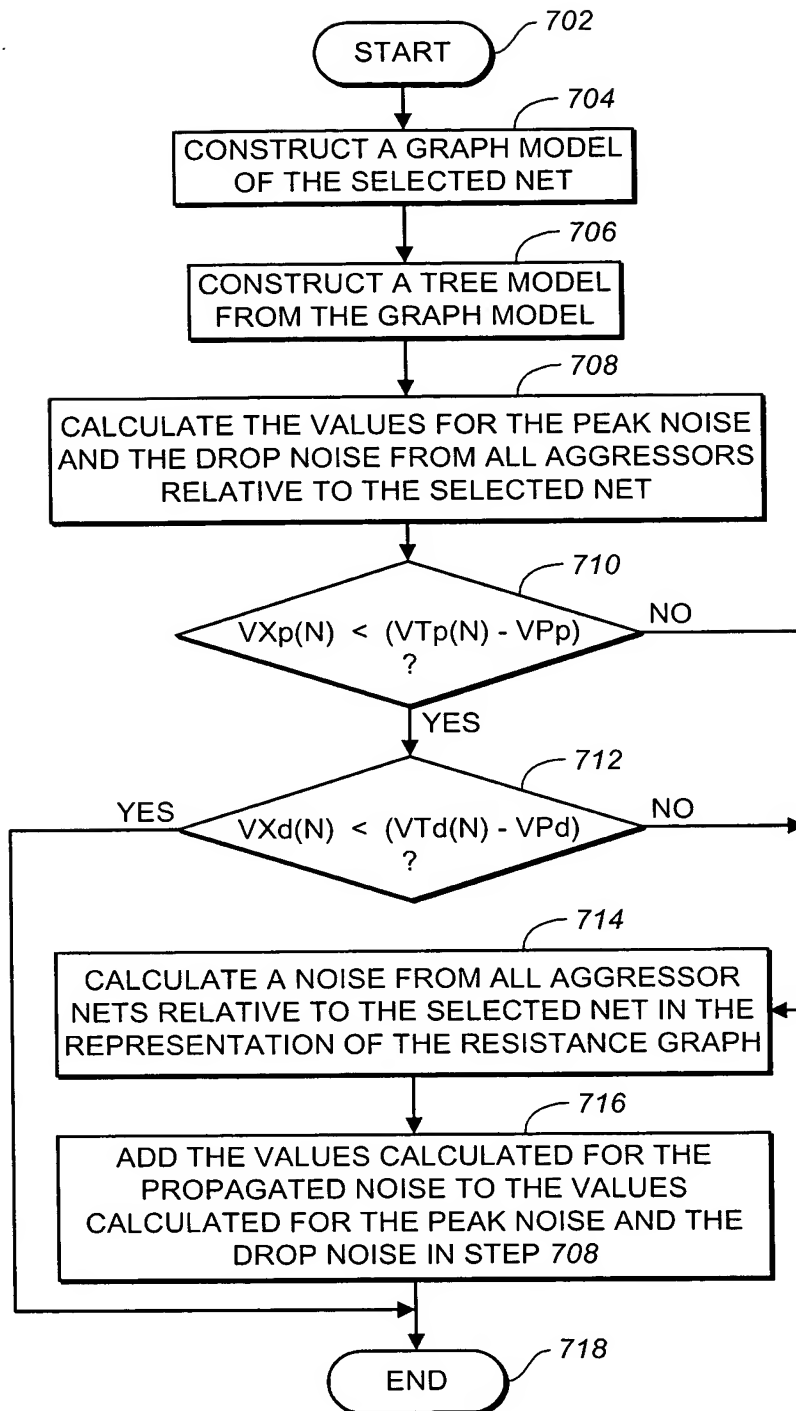 702
START
704
CONSTRUCT A GRAPH MODEL
OF THE SELECTED NET
706
CONSTRUCT A TREE MODEL
FROM THE GRAPH MODEL
708
CALCULATE THE VALUES FOR THE PEAK NOISE
AND THE DROP NOISE FROM ALL AGGRESSORS
RELATIVE TO THE SELECTED NET
710
VXp(N) < (VTp(N) - VPp)
?
NO
YES
712
YES
VXd(N) < (VTd(N) - VPd)
?
NO
714
CALCULATE A NOISE FROM ALL AGGRESSOR
NETS RELATIVE TO THE SELECTED NET IN THE
REPRESENTATION OF THE RESISTANCE GRAPH
716
ADD THE VALUES CALCULATED FOR THE
PROPAGATED NOISE TO THE VALUES
CALCULATED FOR THE PEAK NOISE AND THE
DROP NOISE IN STEP 708
END
718